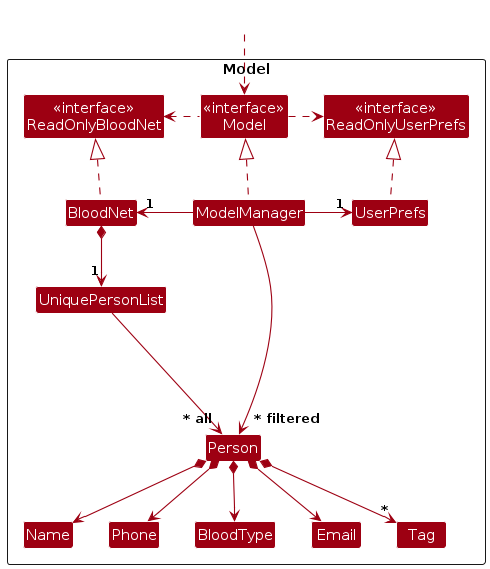 Model
«interface»
ReadOnlyBloodNet
«interface»
Model
«interface»
ReadOnlyUserPrefs
BloodNet
1
ModelManager
1
UserPrefs
1
UniquePersonList
* all
* filtered
Person
*
Name
Phone
BloodType
Email
Tag